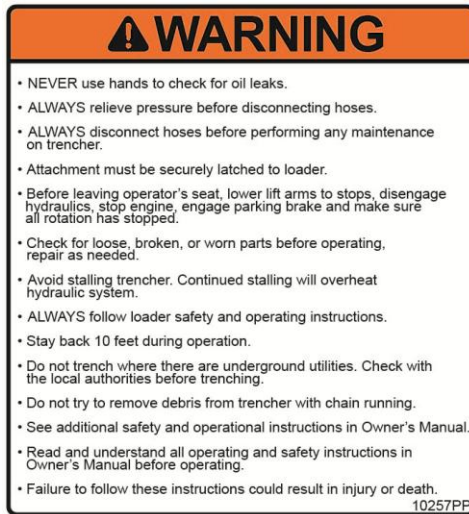 WARNING
• NEVER use hands to check for oil leaks.
• ALWAYS relieve pressure before disconnecting hoses.
• ALWAYS disconnect hoses before performing any maintenance
on trencher.
• Attachment must be securely latched to loader.
• Before leaving operator's seat, lower lift arms to stops, disengage
hydraulics, stop engine, engage parking brake and make sure
all rotation has stopped.
• Check for loose, broken, or worn parts before operating,
repair as needed.
• Avoid stalling trencher. Continued stalling will overheat
hydraulic system.
• ALWAYS follow loader safety and operating instructions.
• Stay back 10 feet during operation.
• Do not trench where there are underground utilities. Check with
the local authorities before trenching.
• Do not try to remove debris from trencher with chain running.
• See additional safety and operational instructions in Owner's Manual.
• Read and understand all operating and safety instructions in
Owner's Manual before operating.
• Failure to follow these instructions could result in injury or death.
10257PP